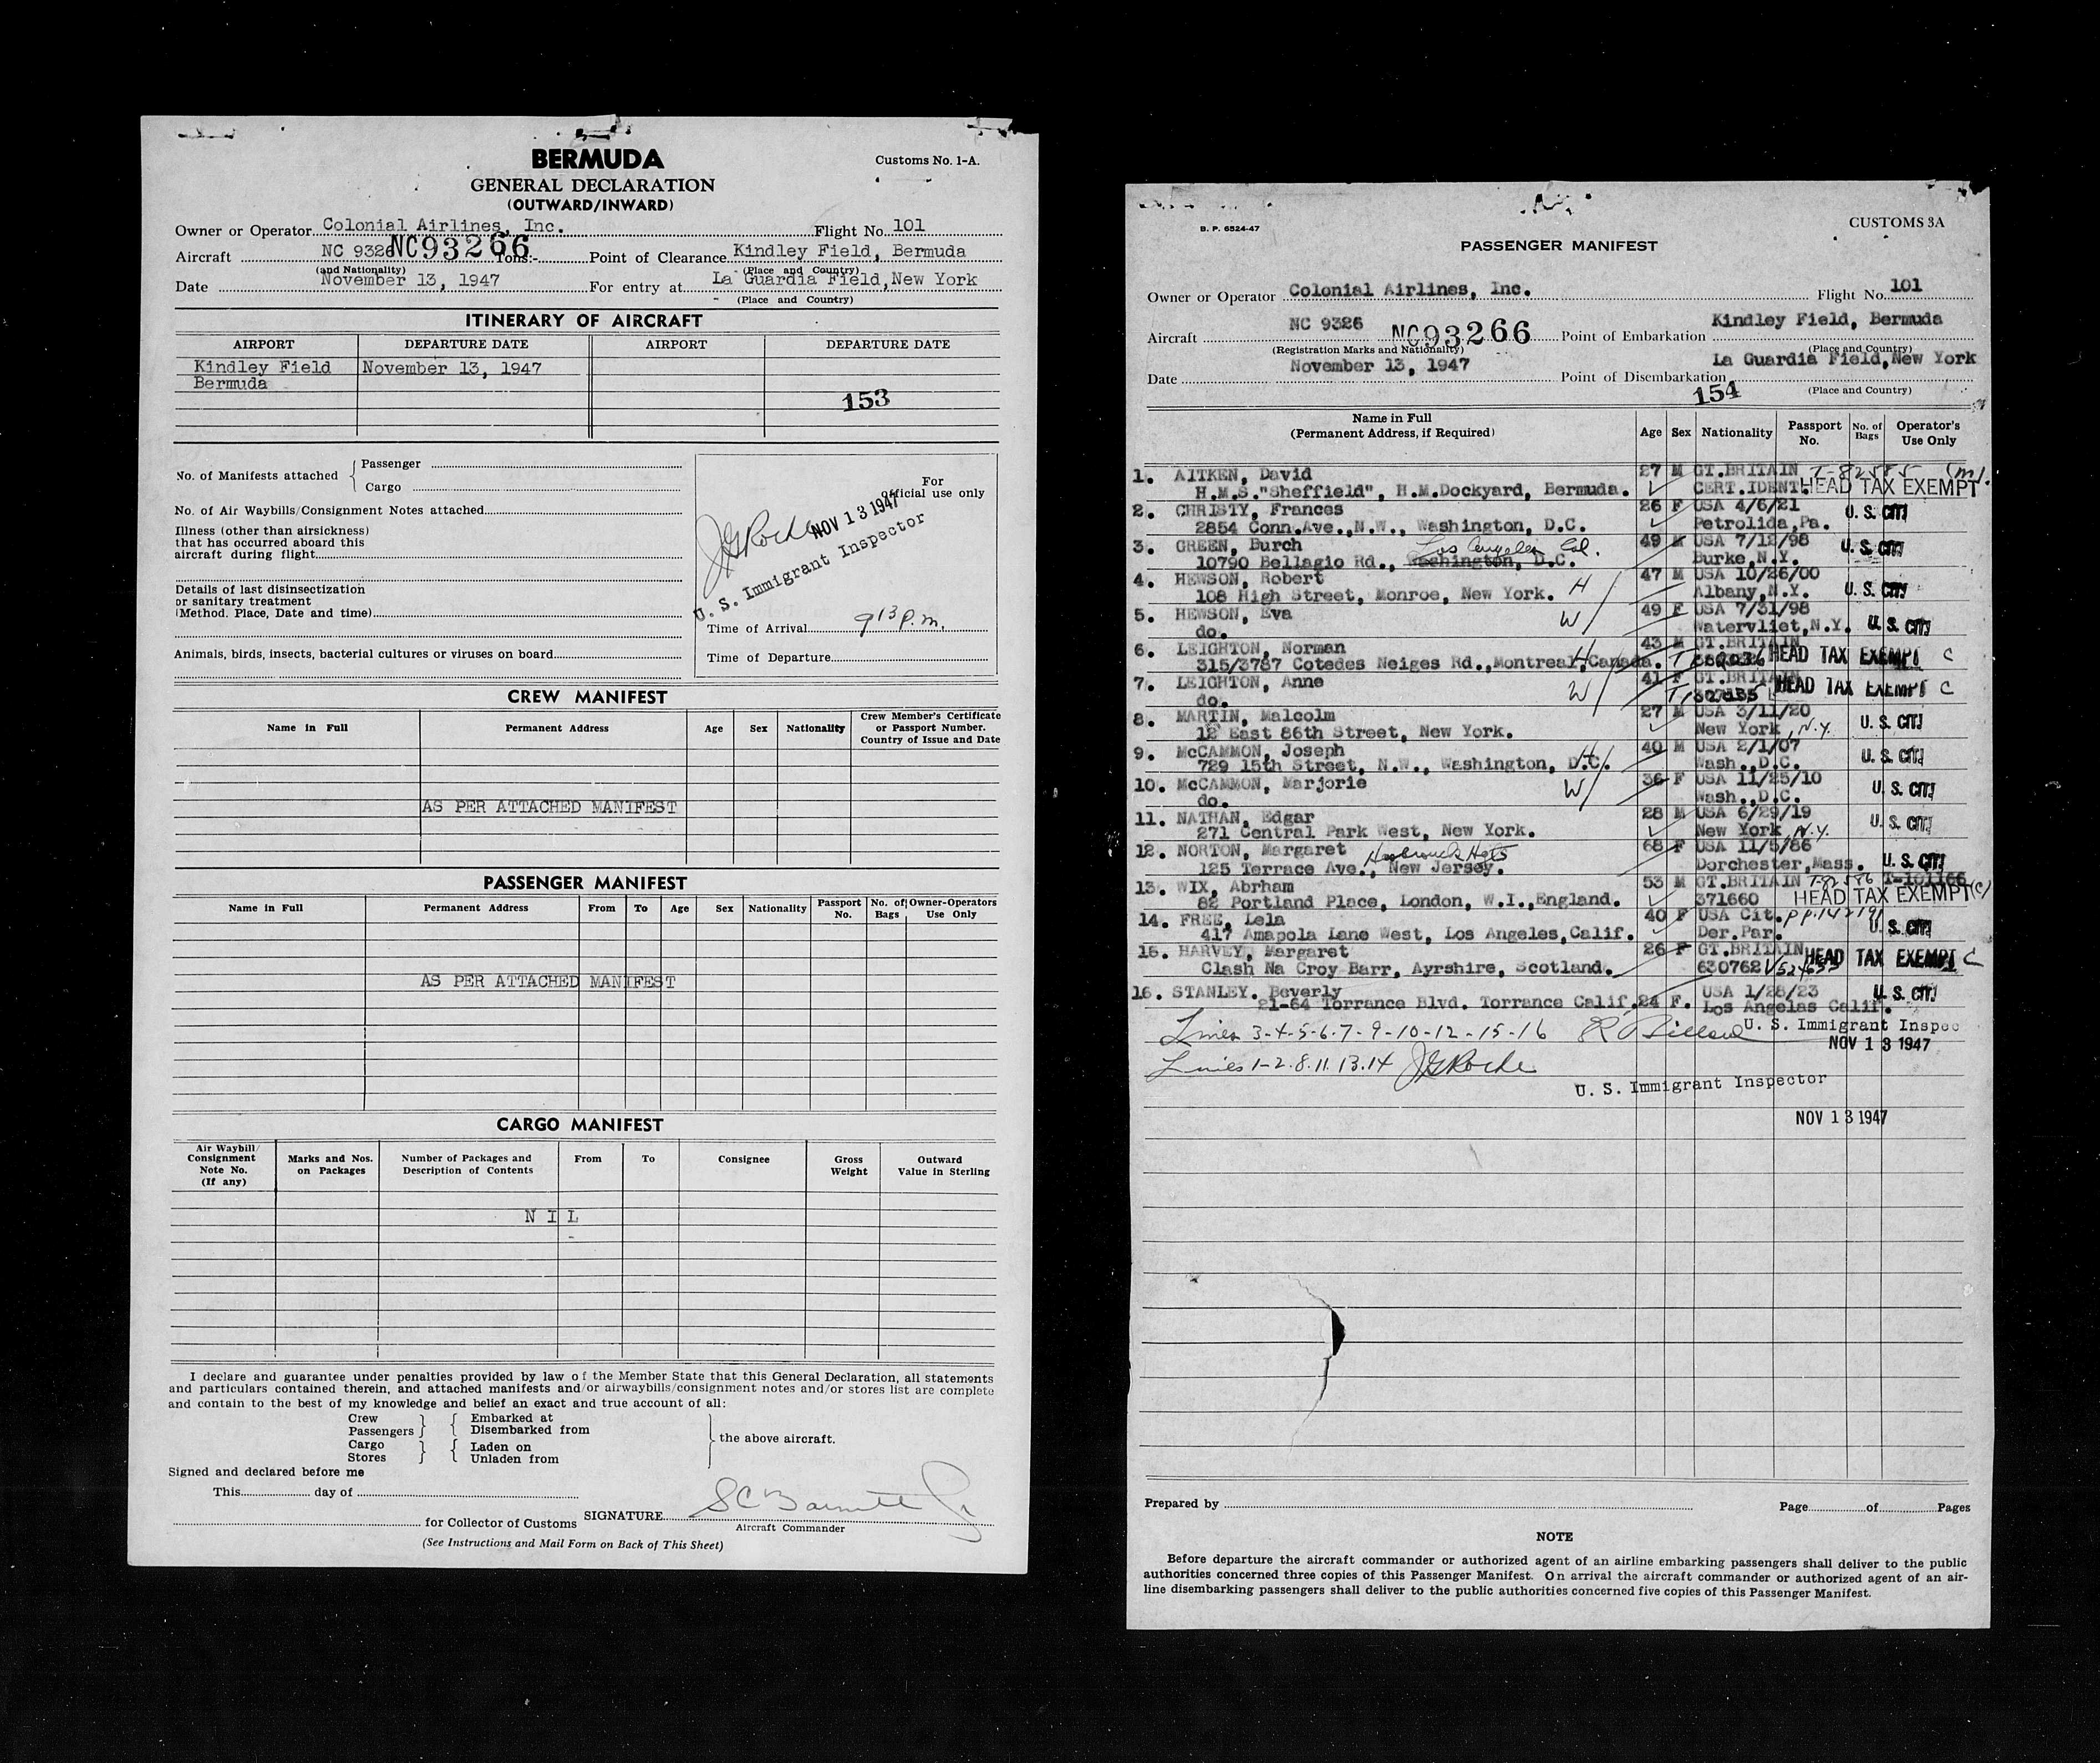 BERMUDA
Customs No. 1-A.
GENERAL DECLARATION
(OUTWARD/INWARD)
Owner or Operator Colonial Airlines, Inc. Flight No. 101
Aircraft NC 9326 NC93266 Tons:- Point of Clearance Kindley Field, Bermuda
(and Nationality) (Place and Country)
Date November 13, 1947 For entry at La Guardia Field, New York
(Place and Country)
ITINERARY OF AIRCRAFT
AIRPORT DEPARTURE DATE AIRPORT DEPARTURE DATE
Kindley Field November 13, 1947
Bermuda
153
No. of Manifests attached { Passenger
Cargo
No. of Air Waybills/Consignment Notes attached
Illness (other than airsickness)
that has occurred aboard this
aircraft during flight
Details of last disinsectization
or sanitary treatment
(Method. Place, Date and time)
Animals, birds, insects, bacterial cultures or viruses on board
For
official use only
JGRoche NOV 13 1947
U. S. Immigrant Inspector
Time of Arrival 9 13 p.m.
Time of Departure
CREW MANIFEST
Name in Full Permanent Address Age Sex Nationality Crew Member's Certificate
or Passport Number.
Country of Issue and Date
AS PER ATTACHED MANIFEST
PASSENGER MANIFEST
Name in Full Permanent Address From To Age Sex Nationality Passport No. No. of Bags Owner-Operators Use Only
AS PER ATTACHED MANIFEST
CARGO MANIFEST
Air Waybill/ Consignment Note No. (If any) Marks and Nos. on Packages Number of Packages and Description of Contents From To Consignee Gross Weight Outward Value in Sterling
N I L
I declare and guarantee under penalties provided by law of the Member State that this General Declaration, all statements
and particulars contained therein, and attached manifests and/or airwaybills/consignment notes and/or stores list are complete
and contain to the best of my knowledge and belief an exact and true account of all:
Crew } { Embarked at
Passengers } { Disembarked from
Cargo } { Laden on
Stores } { Unladen from
} the above aircraft.
Signed and declared before me
This day of
for Collector of Customs SIGNATURE SC Barnett Jr
Aircraft Commander
(See Instructions and Mail Form on Back of This Sheet)
B. P. 6524-47
CUSTOMS 3A
PASSENGER MANIFEST
Owner or Operator Colonial Airlines, Inc. Flight No. 101
Aircraft NC 9326 NC93266 Point of Embarkation Kindley Field, Bermuda
(Registration Marks and Nationality) (Place and Country)
Date November 13, 1947 Point of Disembarkation La Guardia Field, New York
154 (Place and Country)
Name in Full
(Permanent Address, if Required) Age Sex Nationality Passport No. No. of Bags Operator's Use Only
1. AITKEN, David 27 M GT.BRITAIN T-82585 (m).
H.M.S."Sheffield", H.M.Dockyard, Bermuda. CERT.IDENT. HEAD TAX EXEMPT
2. CHRISTY, Frances 26 F USA 4/6/21 U. S. CIT!
2854 Conn.Ave.,N.W., Washington, D.C. Petrolida,Pa.
3. GREEN, Burch Los Angeles Cal. 49 M USA 7/12/98 U. S. CIT!
10790 Bellagio Rd., Washington, D.C. Burke,N.Y.
4. HEWSON, Robert 47 M USA 10/26/00
108 High Street, Monroe, New York. H Albany,N.Y. U. S. CIT!
5. HEWSON, Eva W 49 F USA 7/31/98
do. Watervliet,N.Y. U. S. CIT!
6. LEIGHTON, Norman 43 M GT.BRITAIN
315/3787 Cotedes Neiges Rd.,Montreal,Canada. H HEAD TAX EXEMPT C
7. LEIGHTON, Anne W 41 F GT.BRITAIN HEAD TAX EXEMPT C
do.
8. MARTIN, Malcolm 27 M USA 3/11/20
12 East 86th Street, New York. New York, N.Y. U. S. CIT!
9. McCAMMON, Joseph H 40 M USA 2/1/07
729 15th Street, N.W., Washington, D.C. Wash.,D.C. U. S. CIT!
10. McCAMMON, Marjorie W 36 F USA 11/25/10
do. Wash.,D.C. U. S. CIT!
11. NATHAN, Edgar 28 M USA 6/29/19
271 Central Park West, New York. New York, N.Y. U. S. CIT!
12. NORTON, Margaret Hasbrouck Hgts 68 F USA 11/5/86
125 Terrace Ave., New Jersey. Dorchester,Mass. U. S. CIT!
13. WIX, Abrham 53 M GT.BRITAIN T-82586 T-101166
82 Portland Place, London, W.I.,England. 371660 HEAD TAX EXEMPT (c)
14. FREE, Lela 40 F USA Cit. pp.
417 Amapola Lane West, Los Angeles,Calif. Der.Par. U. S. CIT!
15. HARVEY, Margaret 26 F GT.BRITAIN HEAD TAX EXEMPT C
Clash Na Croy Barr, Ayrshire, Scotland. 630762
16. STANLEY. Beverly USA 1/28/23 U. S. CIT!
21-64 Torrance Blvd. Torrance Calif. 24 F. Los Angelas Calif.
Lines 3-4-5-6-7-9-10-12-15-16 U. S. Immigrant Inspec
NOV 13 1947
Lines 1-2.8.11.13.14 JGRoche
U. S. Immigrant Inspector
NOV 13 1947
Prepared by Page of Pages
NOTE
Before departure the aircraft commander or authorized agent of an airline embarking passengers shall deliver to the public
authorities concerned three copies of this Passenger Manifest. On arrival the aircraft commander or authorized agent of an air-
line disembarking passengers shall deliver to the public authorities concerned five copies of this Passenger Manifest.